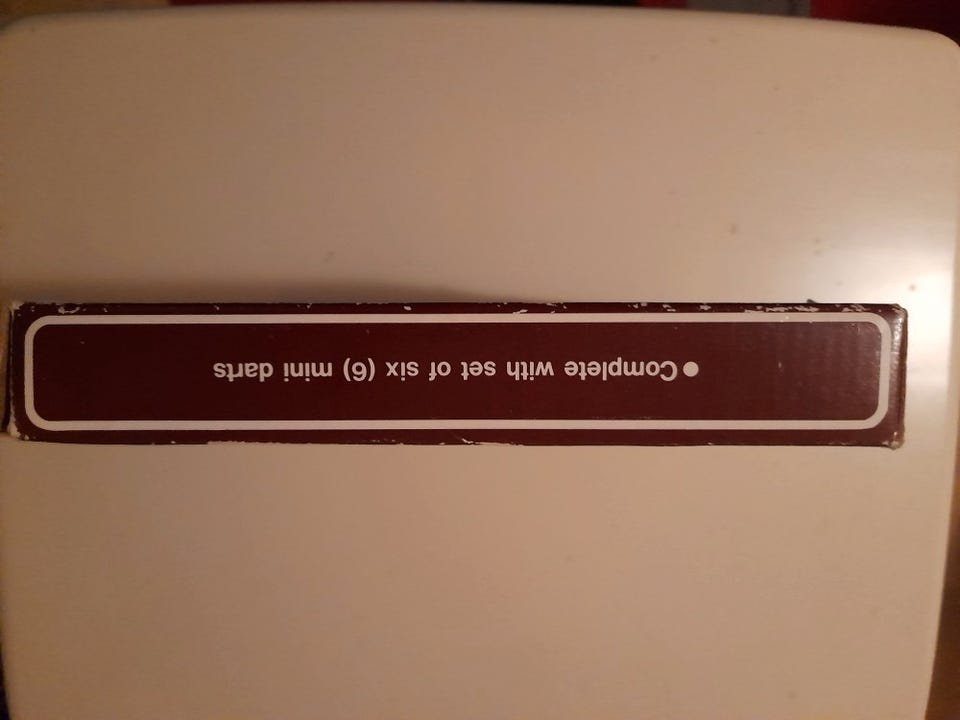 ●Complete with set of six (6) mini darts